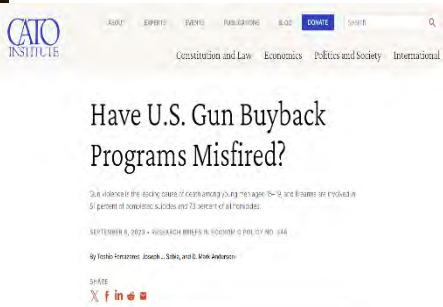 CATO
INSTITUTE
ABOUT EXPERTS EVENTS PUBLICATIONS BLOG DONATE Search
Constitution and Law Economics Politics and Society International
Have U.S. Gun Buyback
Programs Misfired?
Gun violence is the leading cause of death among young men ages 15–19, and firearms are involved in
51 percent of completed suicides and 73 percent of all homicides.
SEPTEMBER 6, 2023 • RESEARCH BRIEFS IN ECONOMIC POLICY NO.
By Toshio Ferrazares, Joseph J. Sabia, and D. Mark Anderson
SHARE